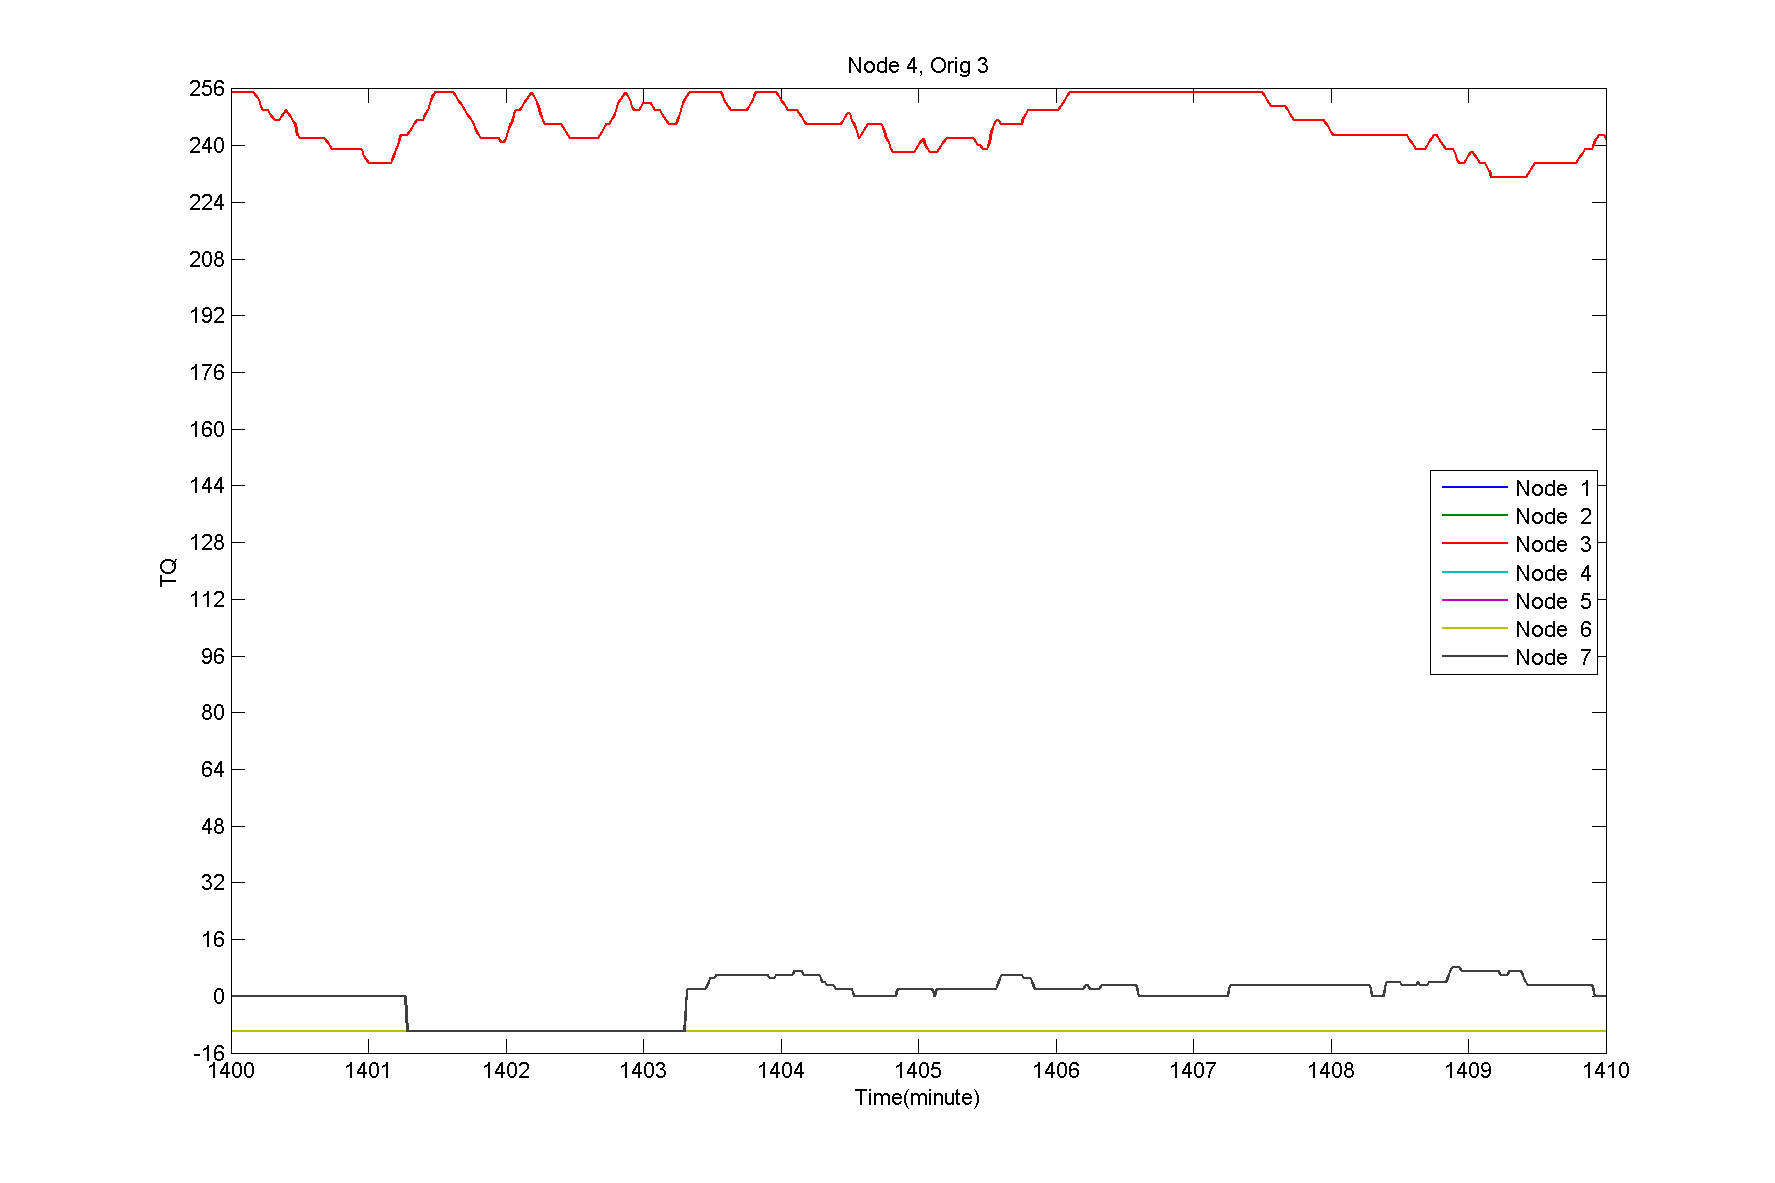 Node 4, Orig 3
256
240
224
208
192
176
160
144
128
112
96
80
64
48
32
16
0
-16
TQ
Node 1
Node 2
Node 3
Node 4
Node 5
Node 6
Node 7
1400 1401 1402 1403 1404 1405 1406 1407 1408 1409 1410
Time(minute)